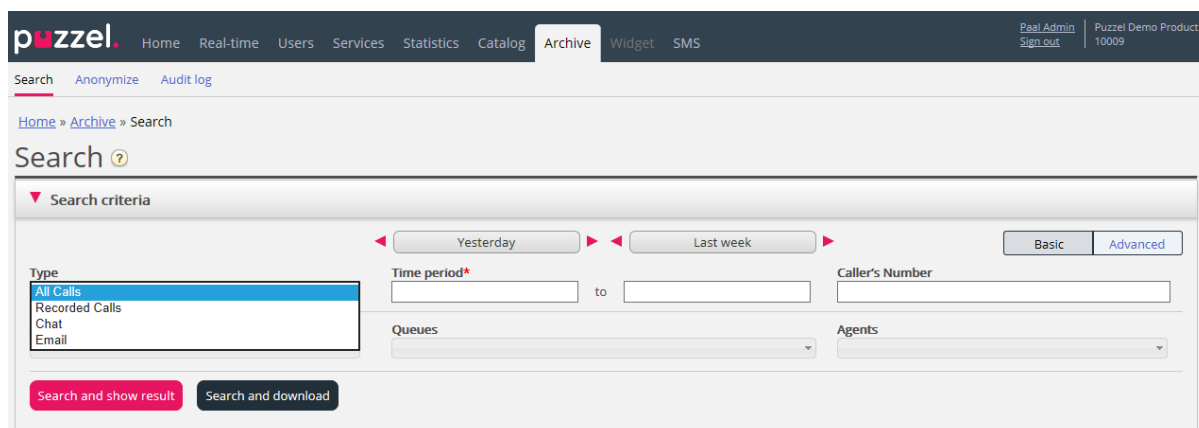 puzzel. Home Real-time Users Services Statistics Catalog Archive Widget SMS Paal Admin Puzzel Demo Product
Sign out 10009
Search Anonymize Audit log
Home » Archive » Search
Search ?
Search criteria
Yesterday Last week Basic Advanced
Type Time period* Caller's Number
All Calls to
Recorded Calls
Chat Queues Agents
Email
Search and show result Search and download